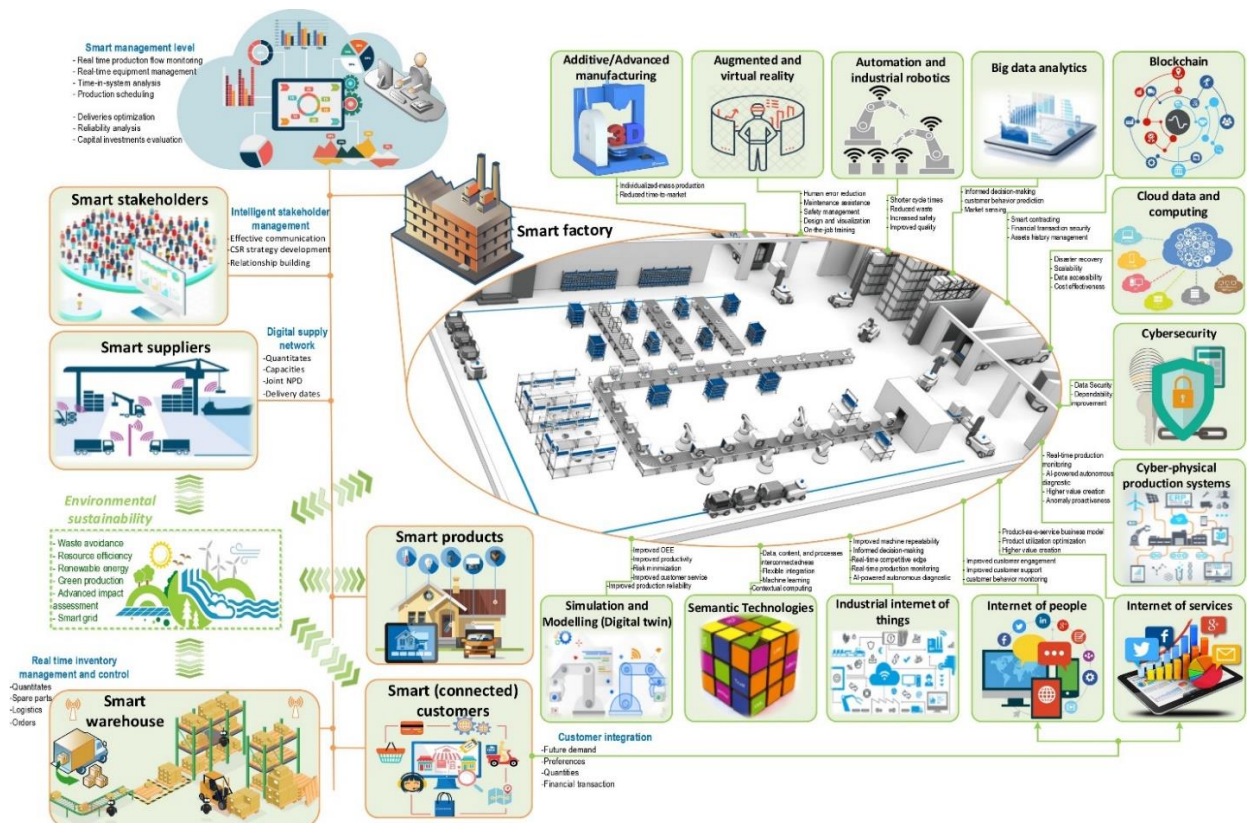 Smart management level
- Real time production flow monitoring
- Real-time equipment management
- Time-in-system analysis
- Production scheduling
- Deliveries optimization
- Reliability analysis
- Capital investments evaluation
Smart stakeholders
Intelligent stakeholder
management
-Effective communication
-CSR strategy development
-Relationship building
Smart factory
Smart suppliers
Digital supply
network
-Quantitates
-Capacities
-Joint NPD
-Delivery dates
Environmental
sustainability
- Waste avoidance
- Resource efficiency
- Renewable energy
- Green production
- Advanced impact
assessment
- Smart grid
Real time inventory
management and control
-Quantitates
-Spare parts
-Logistics
-Orders
Smart
warehouse
Smart products
Smart (connected)
customers
Customer integration
-Future demand
-Preferences
-Quantities
-Financial transaction
Additive/Advanced
manufacturing
3D
- Individualized-mass production
- Reduced time-to-market
Augmented and
virtual reality
- Human error reduction
- Maintenance assistance
- Safety management
- Design and visualization
- On-the-job training
Automation and
industrial robotics
- Shorter cycle times
- Reduced waste
- Increased safety
- Improved quality
Big data analytics
- Informed decision-making
- customer behavior prediction
- Market sensing
Blockchain
- Smart contracting
- Financial transaction security
- Assets history management
Cloud data and
computing
- Disaster recovery
- Scalability
- Data accessibility
- Cost effectiveness
Cybersecurity
- Data Security
- Dependability
improvement
Cyber-physical
production systems
ERP
- Real-time production
monitoring
- AI-powered autonomous
diagnostic
- Higher value creation
- Anomaly proactiveness
- Product-as-e-service business model
- Product utilization optimization
- Higher value creation
- Improved customer engagement
- Improved customer support
- customer behavior monitoring
- Improved machine repeatability
- Informed decision-making
- Real-time competitive edge
- Real-time production monitoring
- AI-powered autonomous diagnostic
- Data, content, and processes
interconnectedness
- Flexible integration
- Machine learning
- Contextual computing
- Improved OEE
- Improved productivity
- Risk minimization
- Improved customer service
- Improved production reliability
Simulation and
Modelling (Digital twin)
Semantic Technologies
Industrial internet of
things
Internet of people
Internet of services